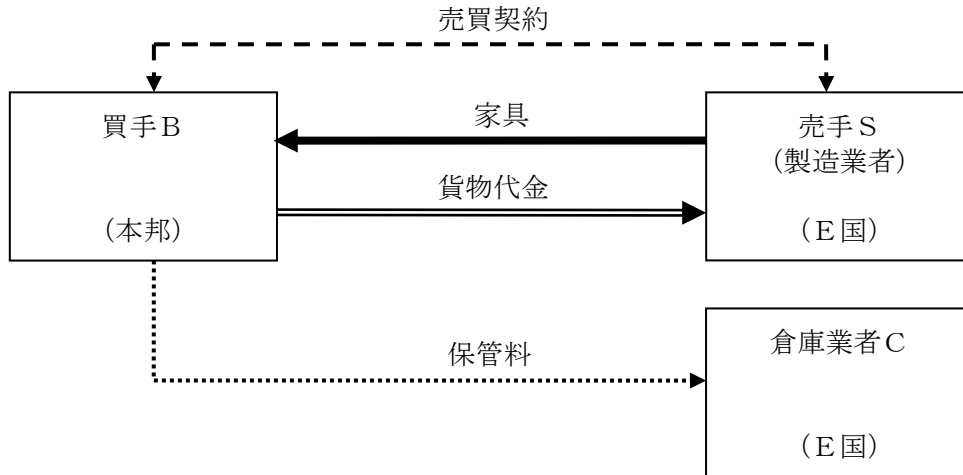 売買契約
買手Ｂ
（本邦）
家具
貨物代金
売手Ｓ
（製造業者）
（Ｅ国）
保管料
倉庫業者Ｃ
（Ｅ国）